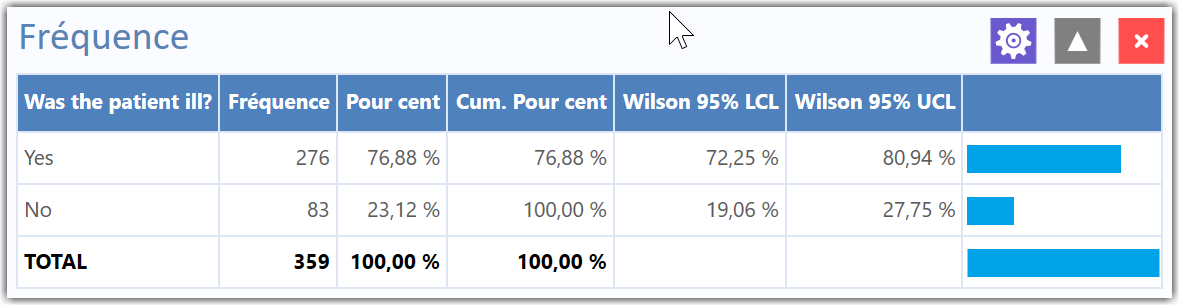 Fréquence
Was the patient ill? Fréquence Pour cent Cum. Pour cent Wilson 95% LCL Wilson 95% UCL
Yes 276 76,88 % 76,88 % 72,25 % 80,94 %
No 83 23,12 % 100,00 % 19,06 % 27,75 %
TOTAL 359 100,00 % 100,00 %